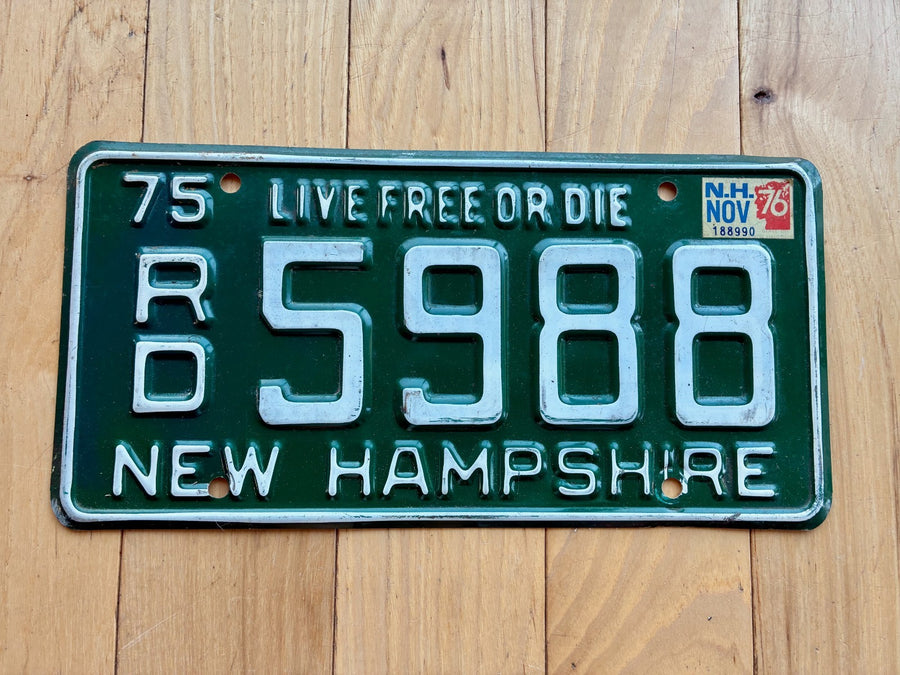 75 LIVE FREE OR DIE
N.H.
NOV 76
188990
RD 5988
NEW HAMPSHIRE